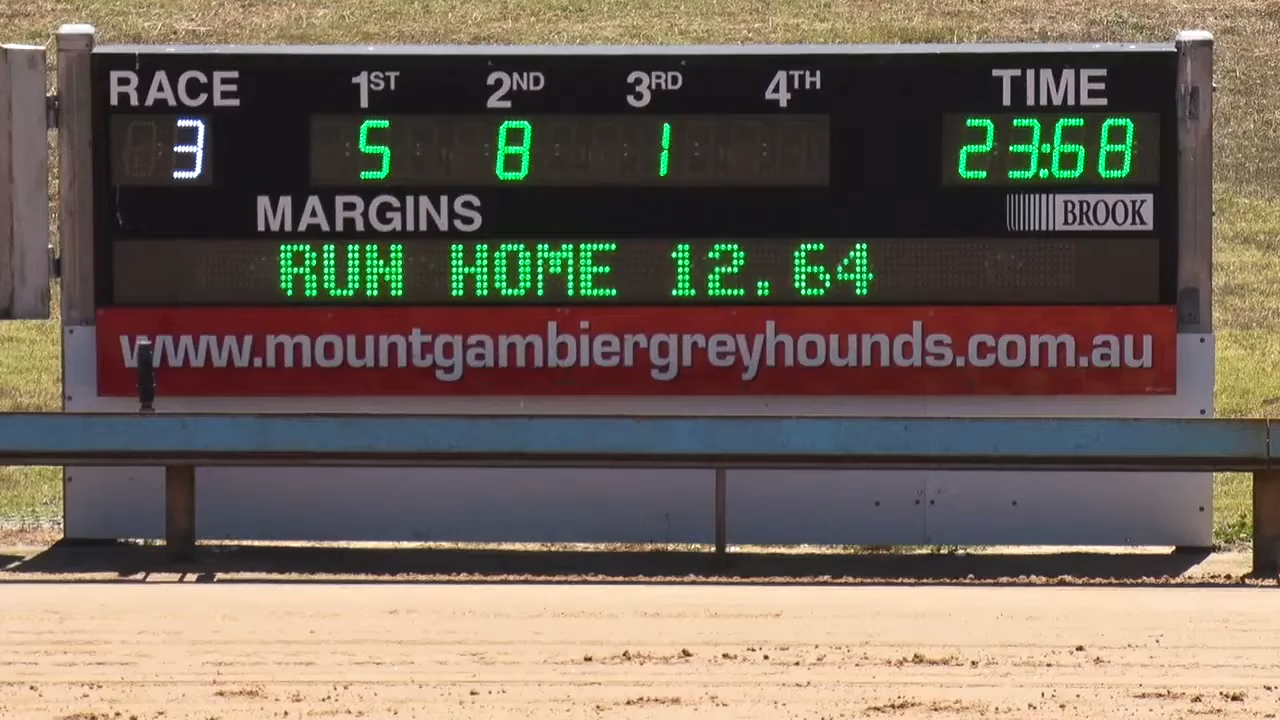 RACE 1ST 2ND 3RD 4TH TIME
3 5 8 1 23:68
MARGINS BROOK
RUN HOME 12.64
www.mountgambiergreyhounds.com.au